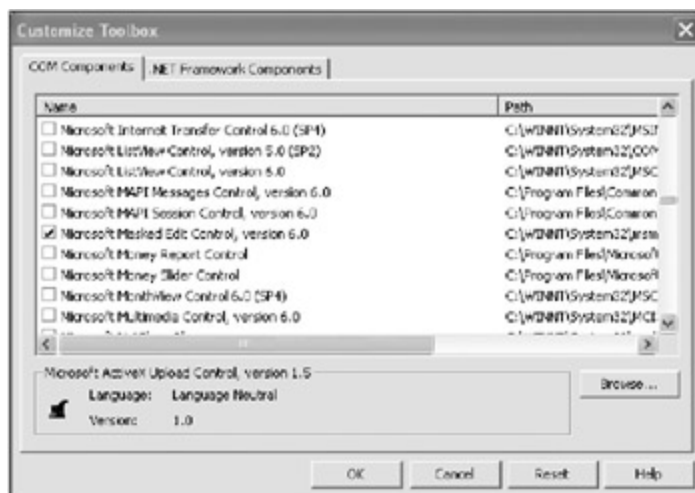 Customize Toolbox
COM Components
.NET Framework Components
Name
Path
Microsoft Internet Transfer Control 6.0 (SP4)
C:\WINNT\System32\MSI
Microsoft ListView Control, version 5.0 (SP2)
C:\WINNT\System32\COM
Microsoft ListView Control, version 6.0
C:\WINNT\System32\MSC
Microsoft MAPI Messages Control, version 6.0
C:\Program Files\Common
Microsoft MAPI Session Control, version 6.0
C:\Program Files\Common
Microsoft Masked Edit Control, version 6.0
C:\WINNT\System32\msm
Microsoft Money Report Control
C:\Program Files\Microsoft
Microsoft Money Slider Control
C:\Program Files\Microsoft
Microsoft MonthView Control 6.0 (SP4)
C:\WINNT\System32\MSC
Microsoft Multimedia Control, version 6.0
C:\WINNT\System32\MCI
Microsoft ActiveX Upload Control, version 1.5
Browse...
Language: Language Neutral
Version: 1.0
OK
Cancel
Reset
Help